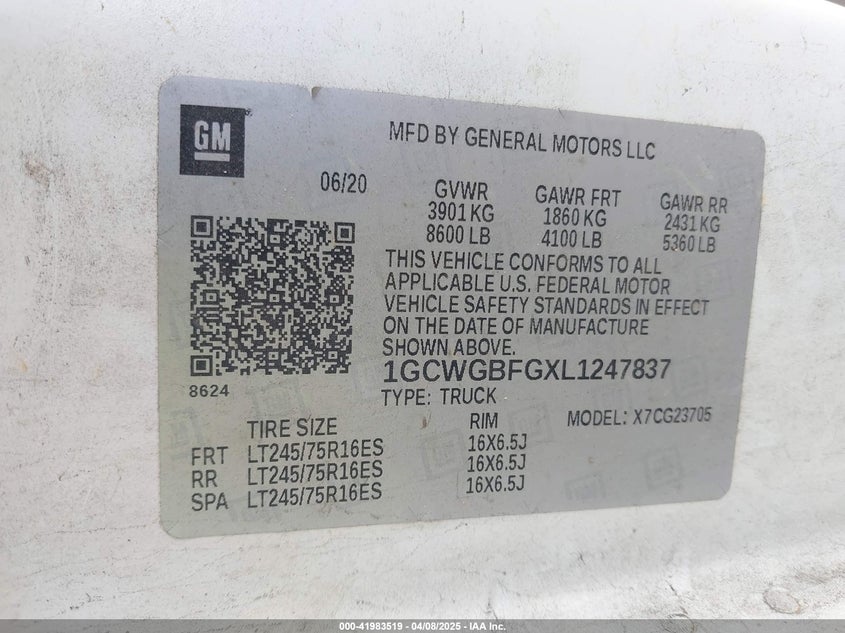 GM
MFD BY GENERAL MOTORS LLC
06/20
GVWR
3901 KG
8600 LB
GAWR FRT
1860 KG
4100 LB
GAWR RR
2431 KG
5360 LB
THIS VEHICLE CONFORMS TO ALL
APPLICABLE U.S. FEDERAL MOTOR
VEHICLE SAFETY STANDARDS IN EFFECT
ON THE DATE OF MANUFACTURE
SHOWN ABOVE.
8624
1GCWGBFGXL1247837
TYPE: TRUCK
MODEL: X7CG23705
TIRE SIZE RIM
FRT LT245/75R16ES 16X6.5J
RR LT245/75R16ES 16X6.5J
SPA LT245/75R16ES 16X6.5J
000-41983519 - 04/08/2025 - IAA Inc.